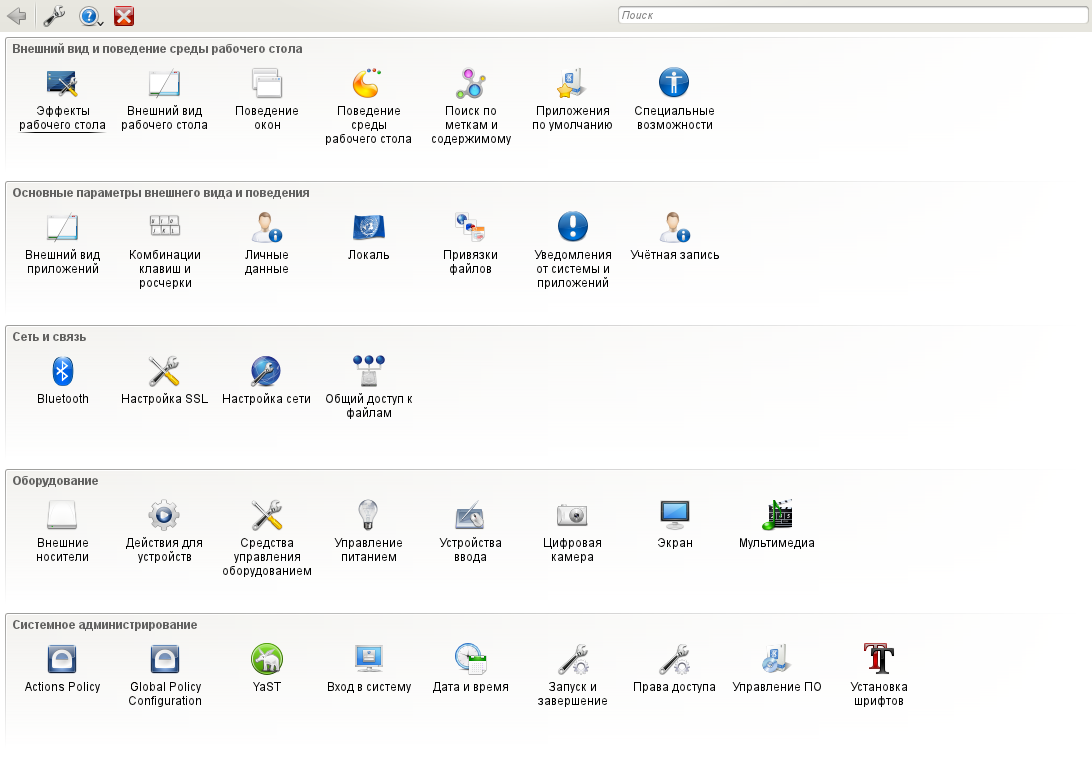 Поиск
Внешний вид и поведение среды рабочего стола
Эффекты
рабочего стола
Внешний вид
рабочего стола
Поведение
окон
Поведение
среды
рабочего стола
Поиск по
меткам и
содержимому
Приложения
по умолчанию
Специальные
возможности
Основные параметры внешнего вида и поведения
Внешний вид
приложений
Комбинации
клавиш и
росчерки
Личные
данные
Локаль
Привязки
файлов
Уведомления
от системы и
приложений
Учётная запись
Сеть и связь
Bluetooth
Настройка SSL
Настройка сети
Общий доступ к
файлам
Оборудование
Внешние
носители
Действия для
устройств
Средства
управления
оборудованием
Управление
питанием
Устройства
ввода
Цифровая
камера
Экран
Мультимедиа
Системное администрирование
Actions Policy
Global Policy
Configuration
YaST
Вход в систему
Дата и время
Запуск и
завершение
Права доступа
Управление ПО
Установка
шрифтов